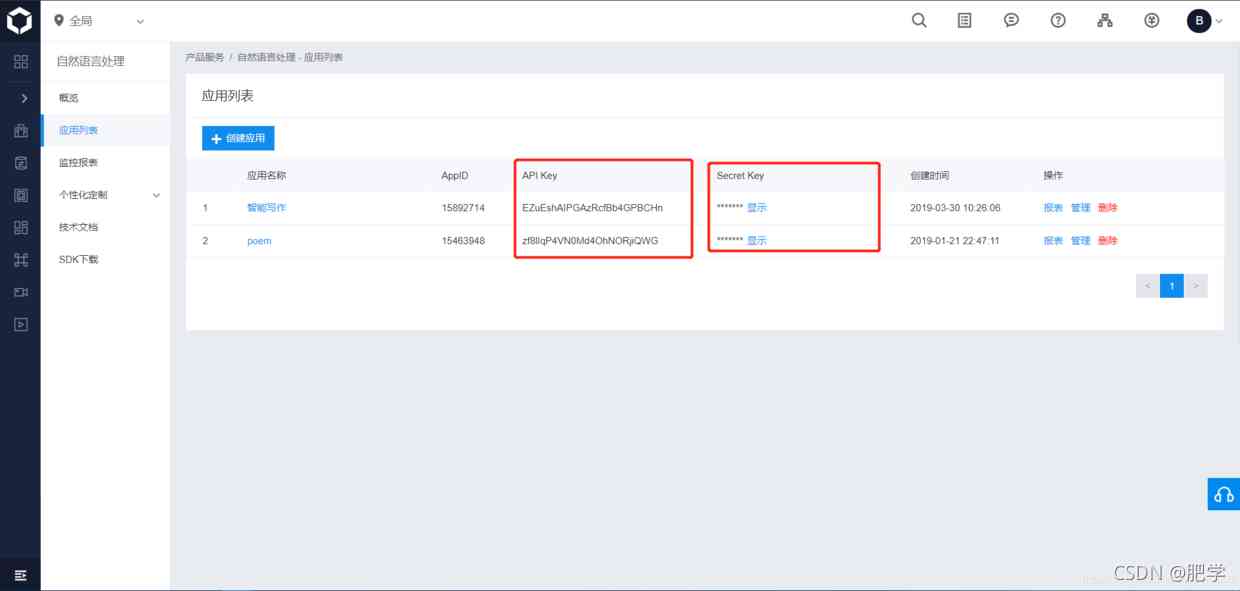 全局
B
自然语言处理
概览
应用列表
监控报表
个性化定制
技术文档
SDK下载
产品服务 / 自然语言处理 - 应用列表
应用列表
+ 创建应用
应用名称 AppID API Key Secret Key 创建时间 操作
1 智能写作 15892714 EZuEshAIPGAzRcfBb4GPBCHn ******* 显示 2019-03-30 10:26:06 报表 管理 删除
2 poem 15463948 zf8IlqP4VN0Md4OhNORjiQWG ******* 显示 2019-01-21 22:47:11 报表 管理 删除
< 1 >
CSDN @肥学